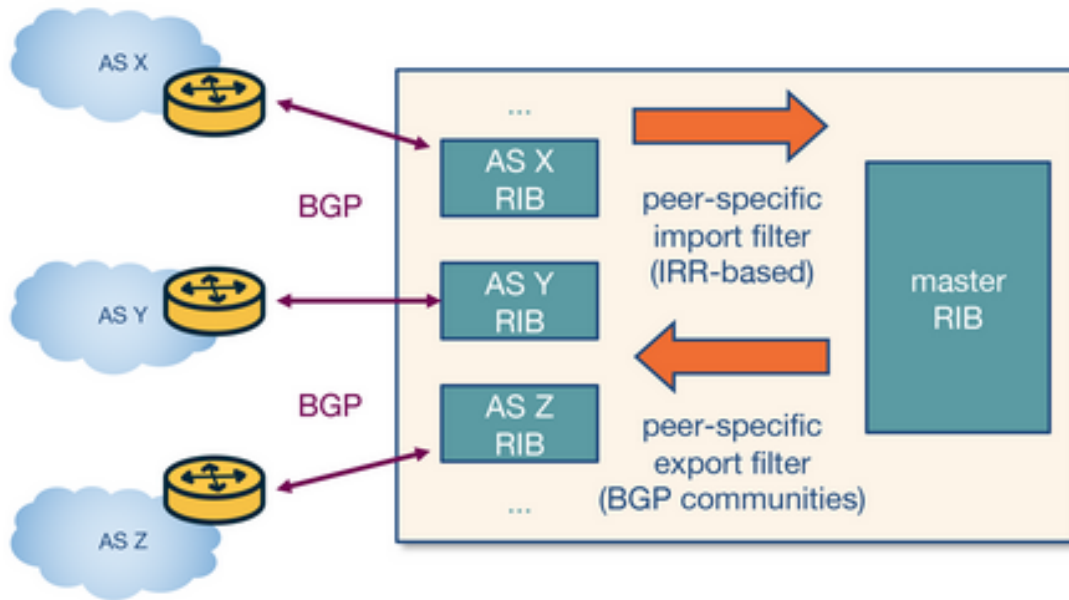 AS X
BGP
AS Y
BGP
AS Z
...
AS X
RIB
AS Y
RIB
AS Z
RIB
...
peer-specific
import filter
(IRR-based)
peer-specific
export filter
(BGP communities)
master
RIB